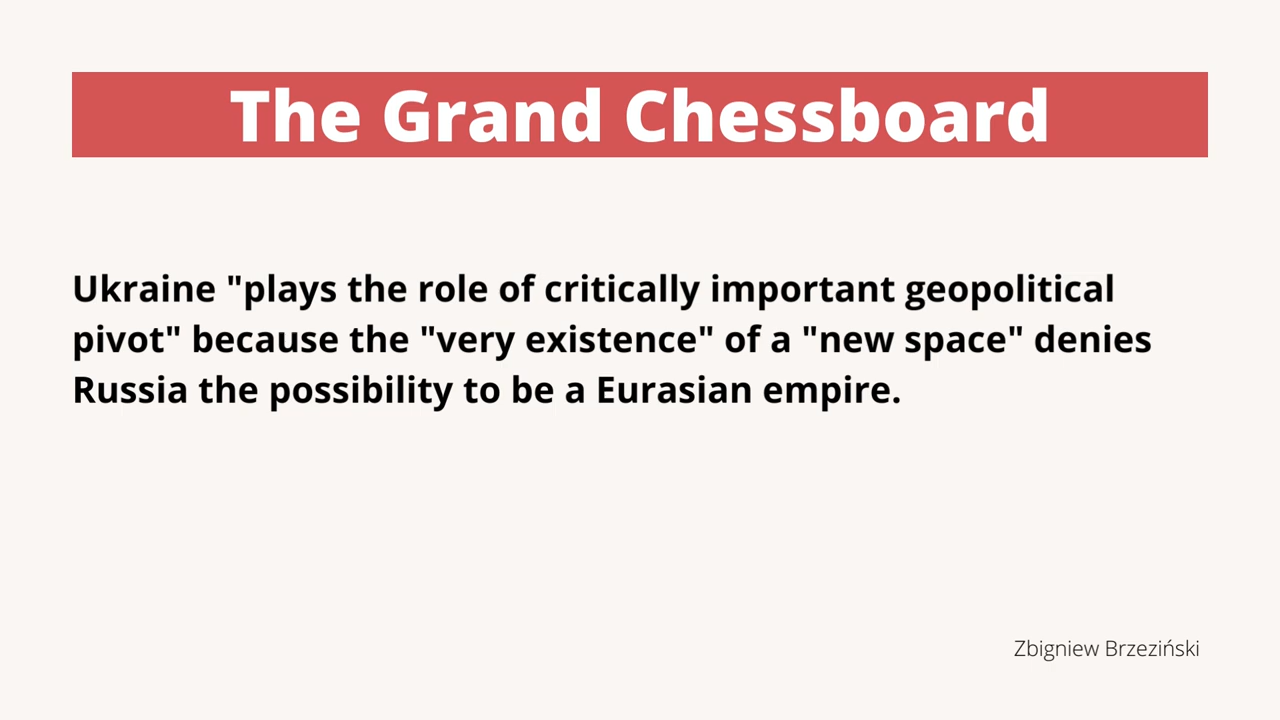 The Grand Chessboard
Ukraine "plays the role of critically important geopolitical
pivot" because the "very existence" of a "new space" denies
Russia the possibility to be a Eurasian empire.
Zbigniew Brzeziński